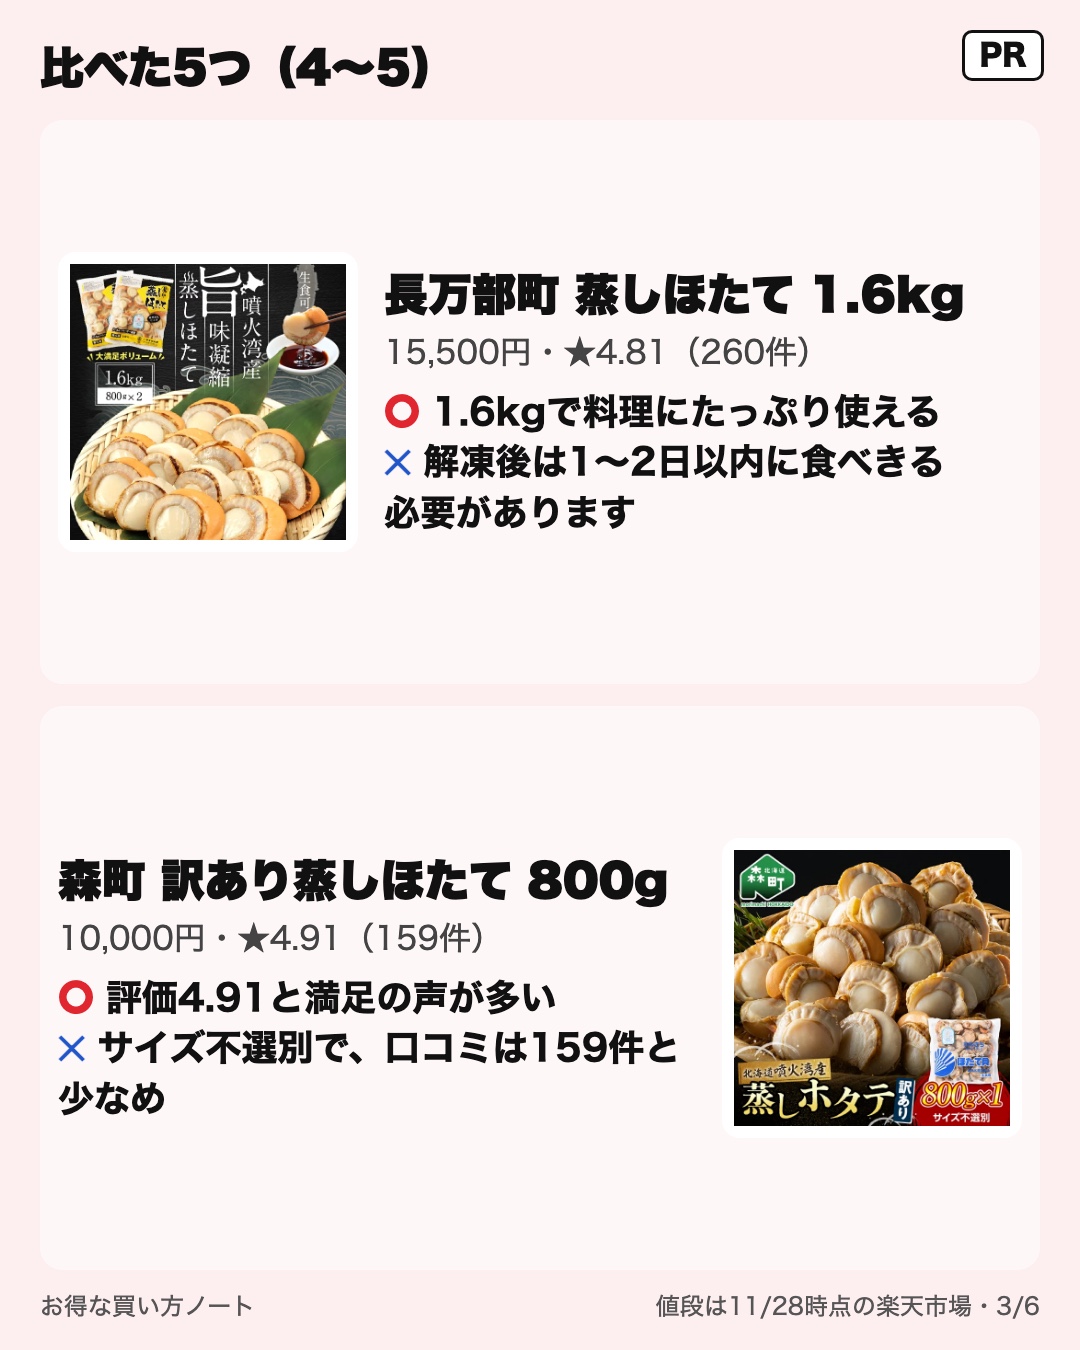 比べた5つ（4〜5）
PR
蒸しほたて
旨味凝縮
噴火湾産
生食可
大満足ボリューム
1.6kg
800g×2
長万部町 蒸しほたて 1.6kg
15,500円・★4.81（260件）
⭕ 1.6kgで料理にたっぷり使える
× 解凍後は1〜2日以内に食べきる
必要があります
森町 訳あり蒸しほたて 800g
10,000円・★4.91（159件）
⭕ 評価4.91と満足の声が多い
× サイズ不選別で、口コミは159件と
少なめ
北海道
森町
北海道噴火湾産
蒸しホタテ
訳あり
800g×1
サイズ不選別
お得な買い方ノート
値段は11/28時点の楽天市場・3/6